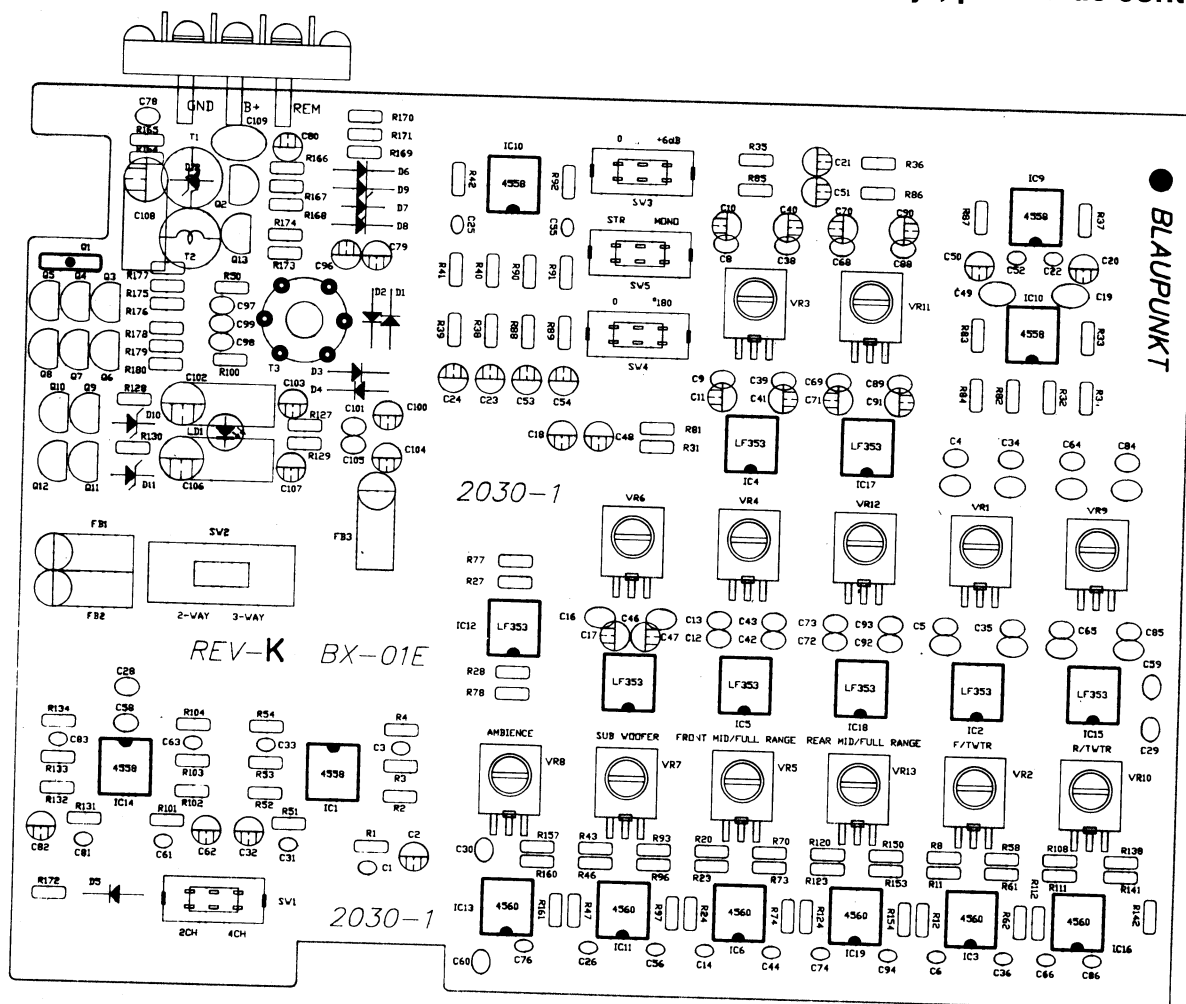 GND B+ REM
C78
C109
C80
R170
R171
R169
R165
T1
R166
D6
D9
D7
D8
C108
Q2
R167
R168
R174
R173
T2
Q13
C96
C79
Q1
Q5 Q4 Q3
R177
R175
R176
R178
R179
R180
R50
C97
C99
C98
R100
T3
D2 D1
D3
D4
Q8 Q7 Q6
Q10 Q9
R128
C102
C103
R127
C101
C100
D10
LD1
R130
R129
C105
C104
Q12 Q11
D11
C106
C107
FB1
SW2
FB3
FB2
2-WAY 3-WAY
REV-K BX-01E
2030-1
IC10
4558
R42
R92
C25
C55
0 +6dB
SW3
STR MONO
SW5
0 °180
SW4
R41 R40 R90 R91
R39 R38 R88 R89
C24 C23 C53 C54
C18
C48
R81
R31
R35
R85
C21
C51
R36
R86
C10 C40 C70 C90
C8 C38 C68 C88
VR3
VR11
C9 C39 C69 C89
C11 C41 C71 C91
LF353
LF353
IC4
IC17
IC9
4558
R87
R37
C50
C52
C22
C20
C49
IC10
C19
4558
R83
R33
R84 R82 R32
C4 C34 C64 C84
BLAUPUNKT
VR6 VR4 VR12 VR1 VR9
R77
R27
IC12
LF353
R28
R78
C16
C46
C17
C47
C13 C43 C73 C93
C12 C42 C72 C92
C5 C35 C65 C85
C59
C29
LF353 LF353 LF353 LF353 LF353
IC5 IC18 IC2 IC15
C28
C58
R134
C83
R133
R132
R131
C82
C81
4558
IC14
R104
C63
R103
R102
R101
C61
C62
R54
C33
R53
R52
R51
C32
C31
4558
IC1
R4
C3
R3
R2
R1
C2
C1
R172
D5
SW1
2CH 4CH
2030-1
AMBIENCE SUB WOOFER FRONT MID/FULL RANGE REAR MID/FULL RANGE F/TWTR R/TWTR
VR8 VR7 VR5 VR13 VR2 VR10
C30
R157 R43 R93 R20 R70 R120 R150 R8 R58 R108 R138
R160 R46 R96 R23 R73 R123 R153 R11 R61 R111 R141
IC13
4560 4560 4560 4560 4560
R161 R47 R97 R24 R74 R124 R154 R12 R62 R112 R142
IC11 IC6 IC19 IC3 IC16
C60 C76 C26 C56 C14 C44 C74 C94 C6 C36 C66 C86